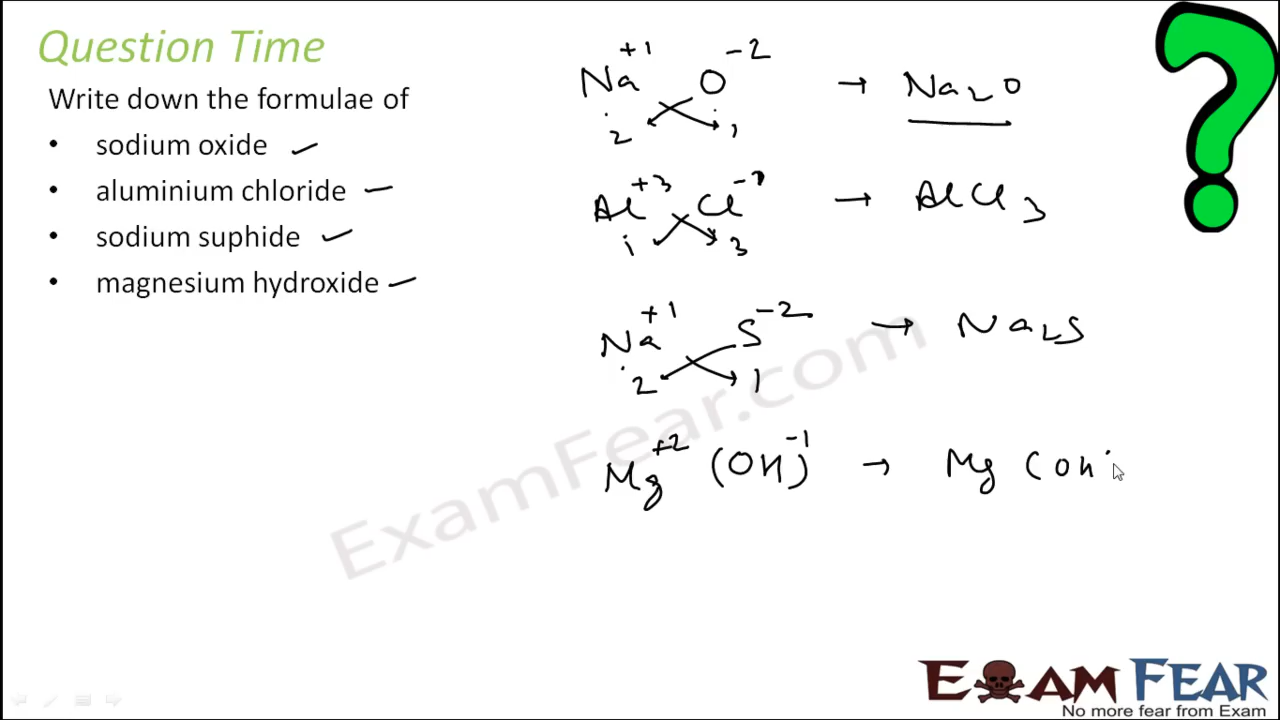 Question Time
Write down the formulae of
• sodium oxide
• aluminium chloride
• sodium suphide
• magnesium hydroxide
Na+1 O-2 → Na2O
2 1
Al+3 Cl-1 → AlCl3
1 3
Na+1 S-2 → Na2S
2 1
Mg+2 (OH)-1 → Mg (OH
ExamFear.com
EXAM FEAR
No more fear from Exam